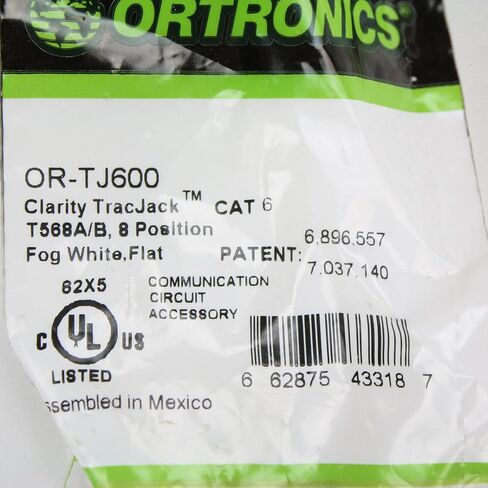 ORTRONICS®
OR-TJ600
Clarity TracJack™ CAT 6
T568A/B, 8 Position
Fog White,Flat
PATENT: 6,896,557
7,037,140
62X5
COMMUNICATION
CIRCUIT
ACCESSORY
C UL US
LISTED
6 62875 43318 7
ssembled in Mexico